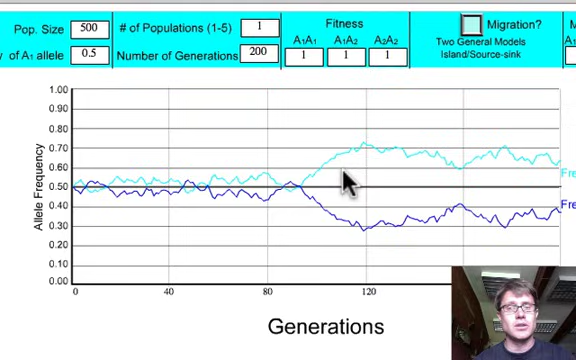 Pop. Size 500
# of Populations (1-5) 1
Fitness
Migration?
of A1 allele 0.5
Number of Generations 200
A1A1 A1A2 A2A2
1 1 1
Two General Models
Island/Source-sink
1.00
0.90
0.80
0.70
0.60
0.50
0.40
0.30
0.20
0.10
0.00
Allele Frequency
Fre
Fre
0 40 80 120
Generations